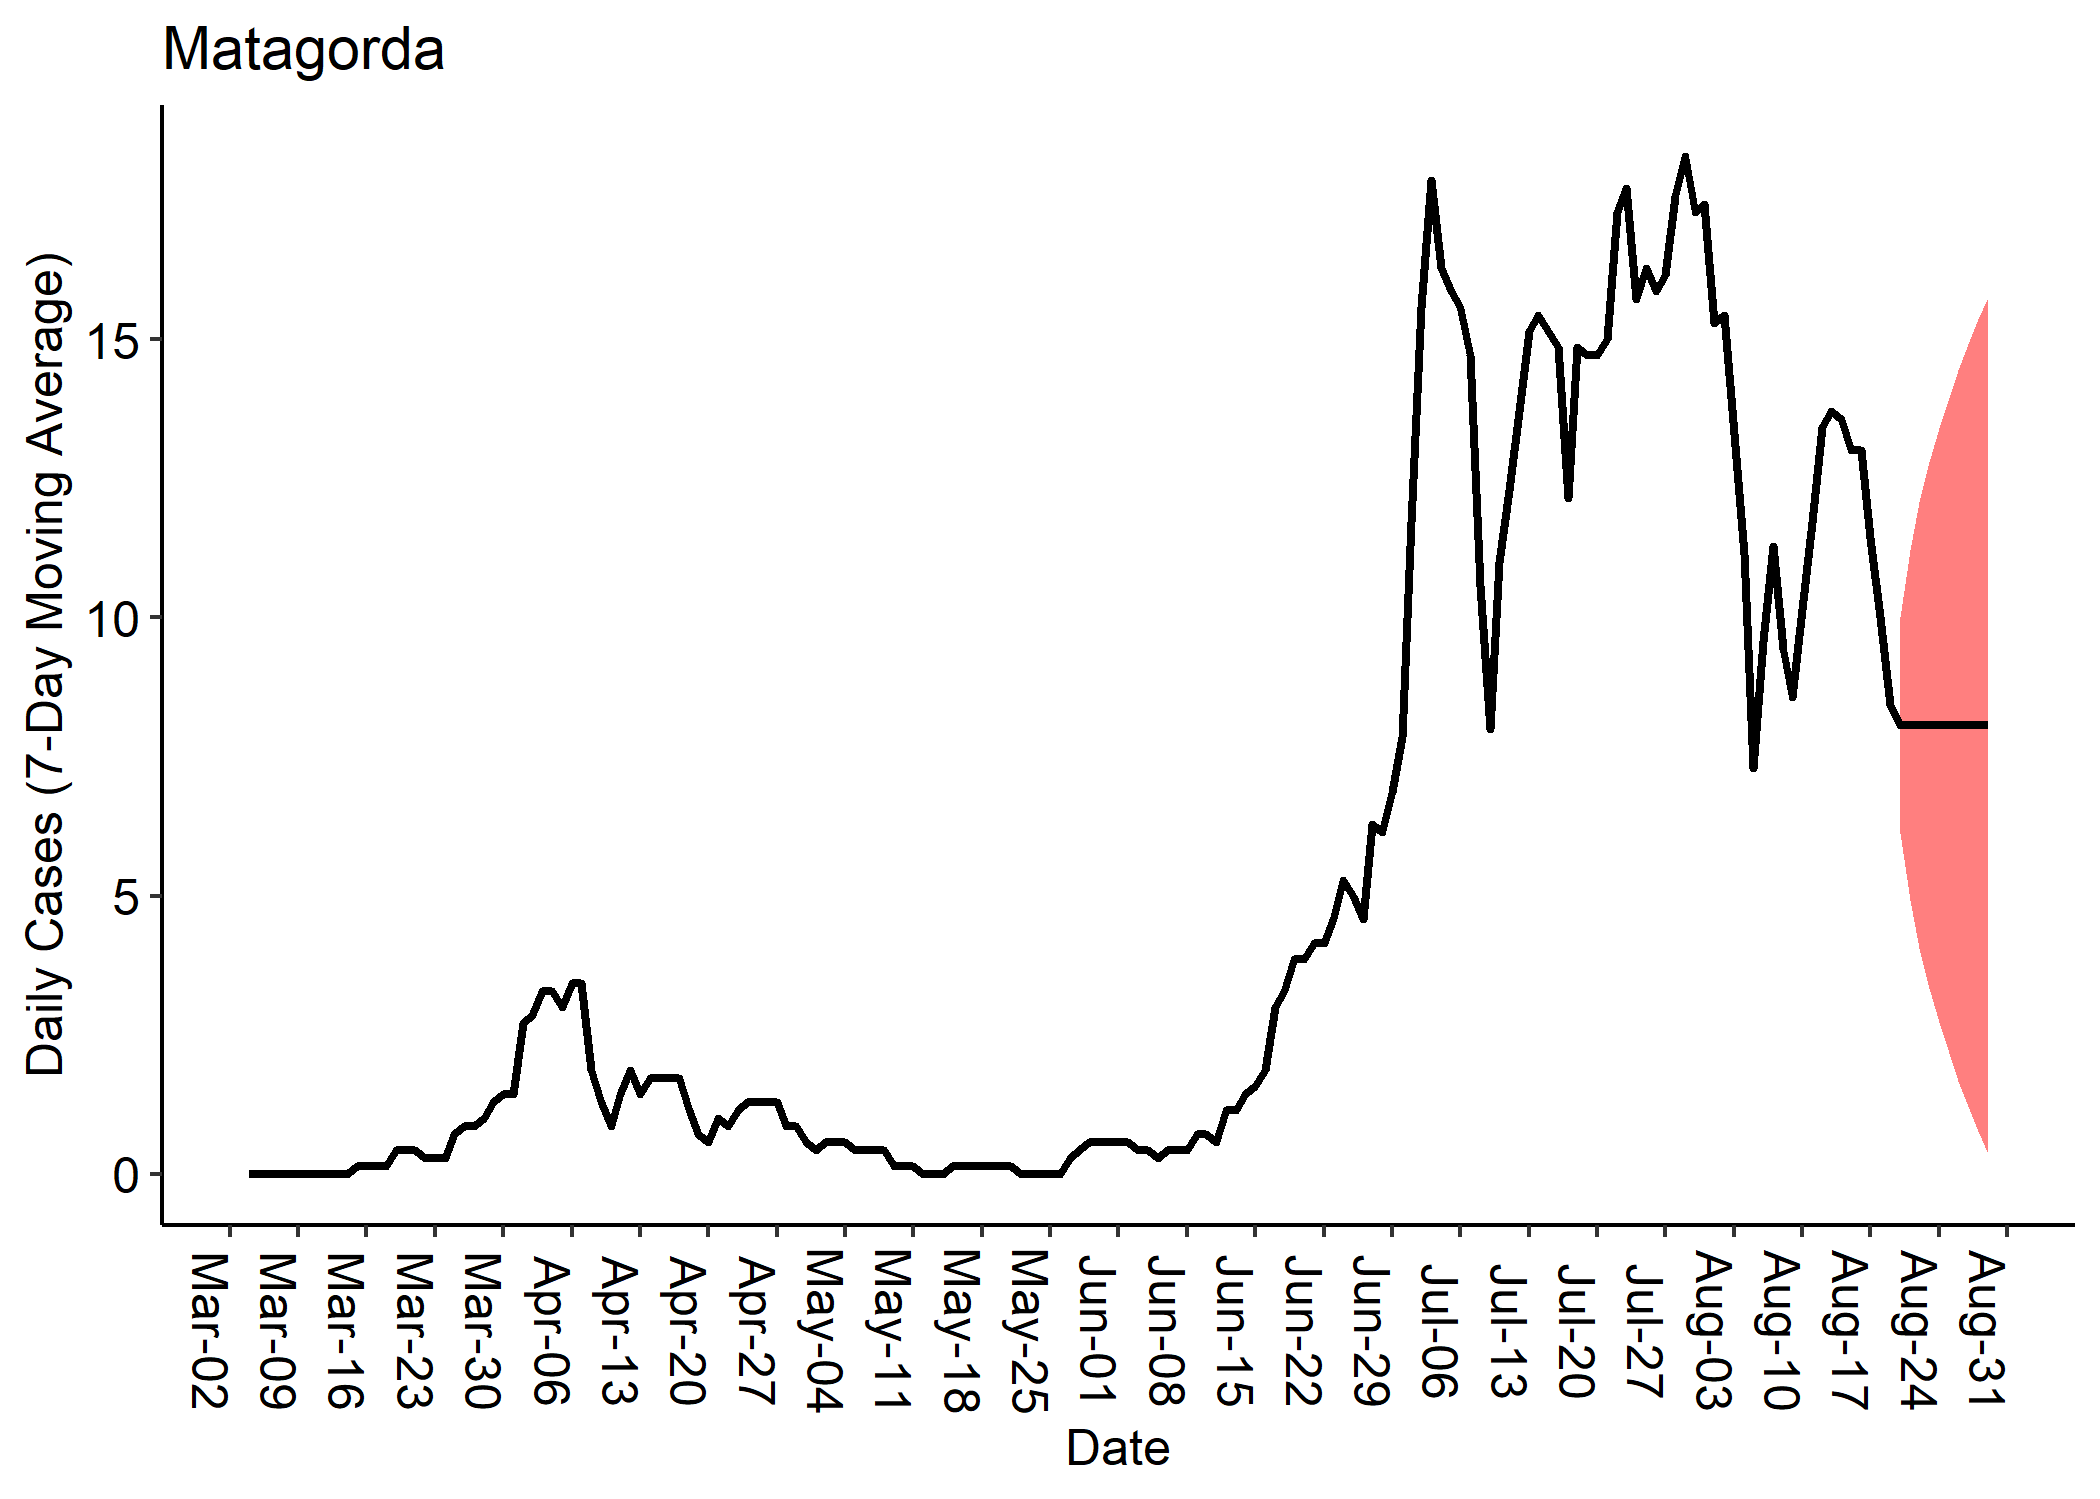 Matagorda
Daily Cases (7-Day Moving Average)
15
10
5
0
Mar-02
Mar-09
Mar-16
Mar-23
Mar-30
Apr-06
Apr-13
Apr-20
Apr-27
May-04
May-11
May-18
May-25
Jun-01
Jun-08
Jun-15
Jun-22
Jun-29
Jul-06
Jul-13
Jul-20
Jul-27
Aug-03
Aug-10
Aug-17
Aug-24
Aug-31
Date